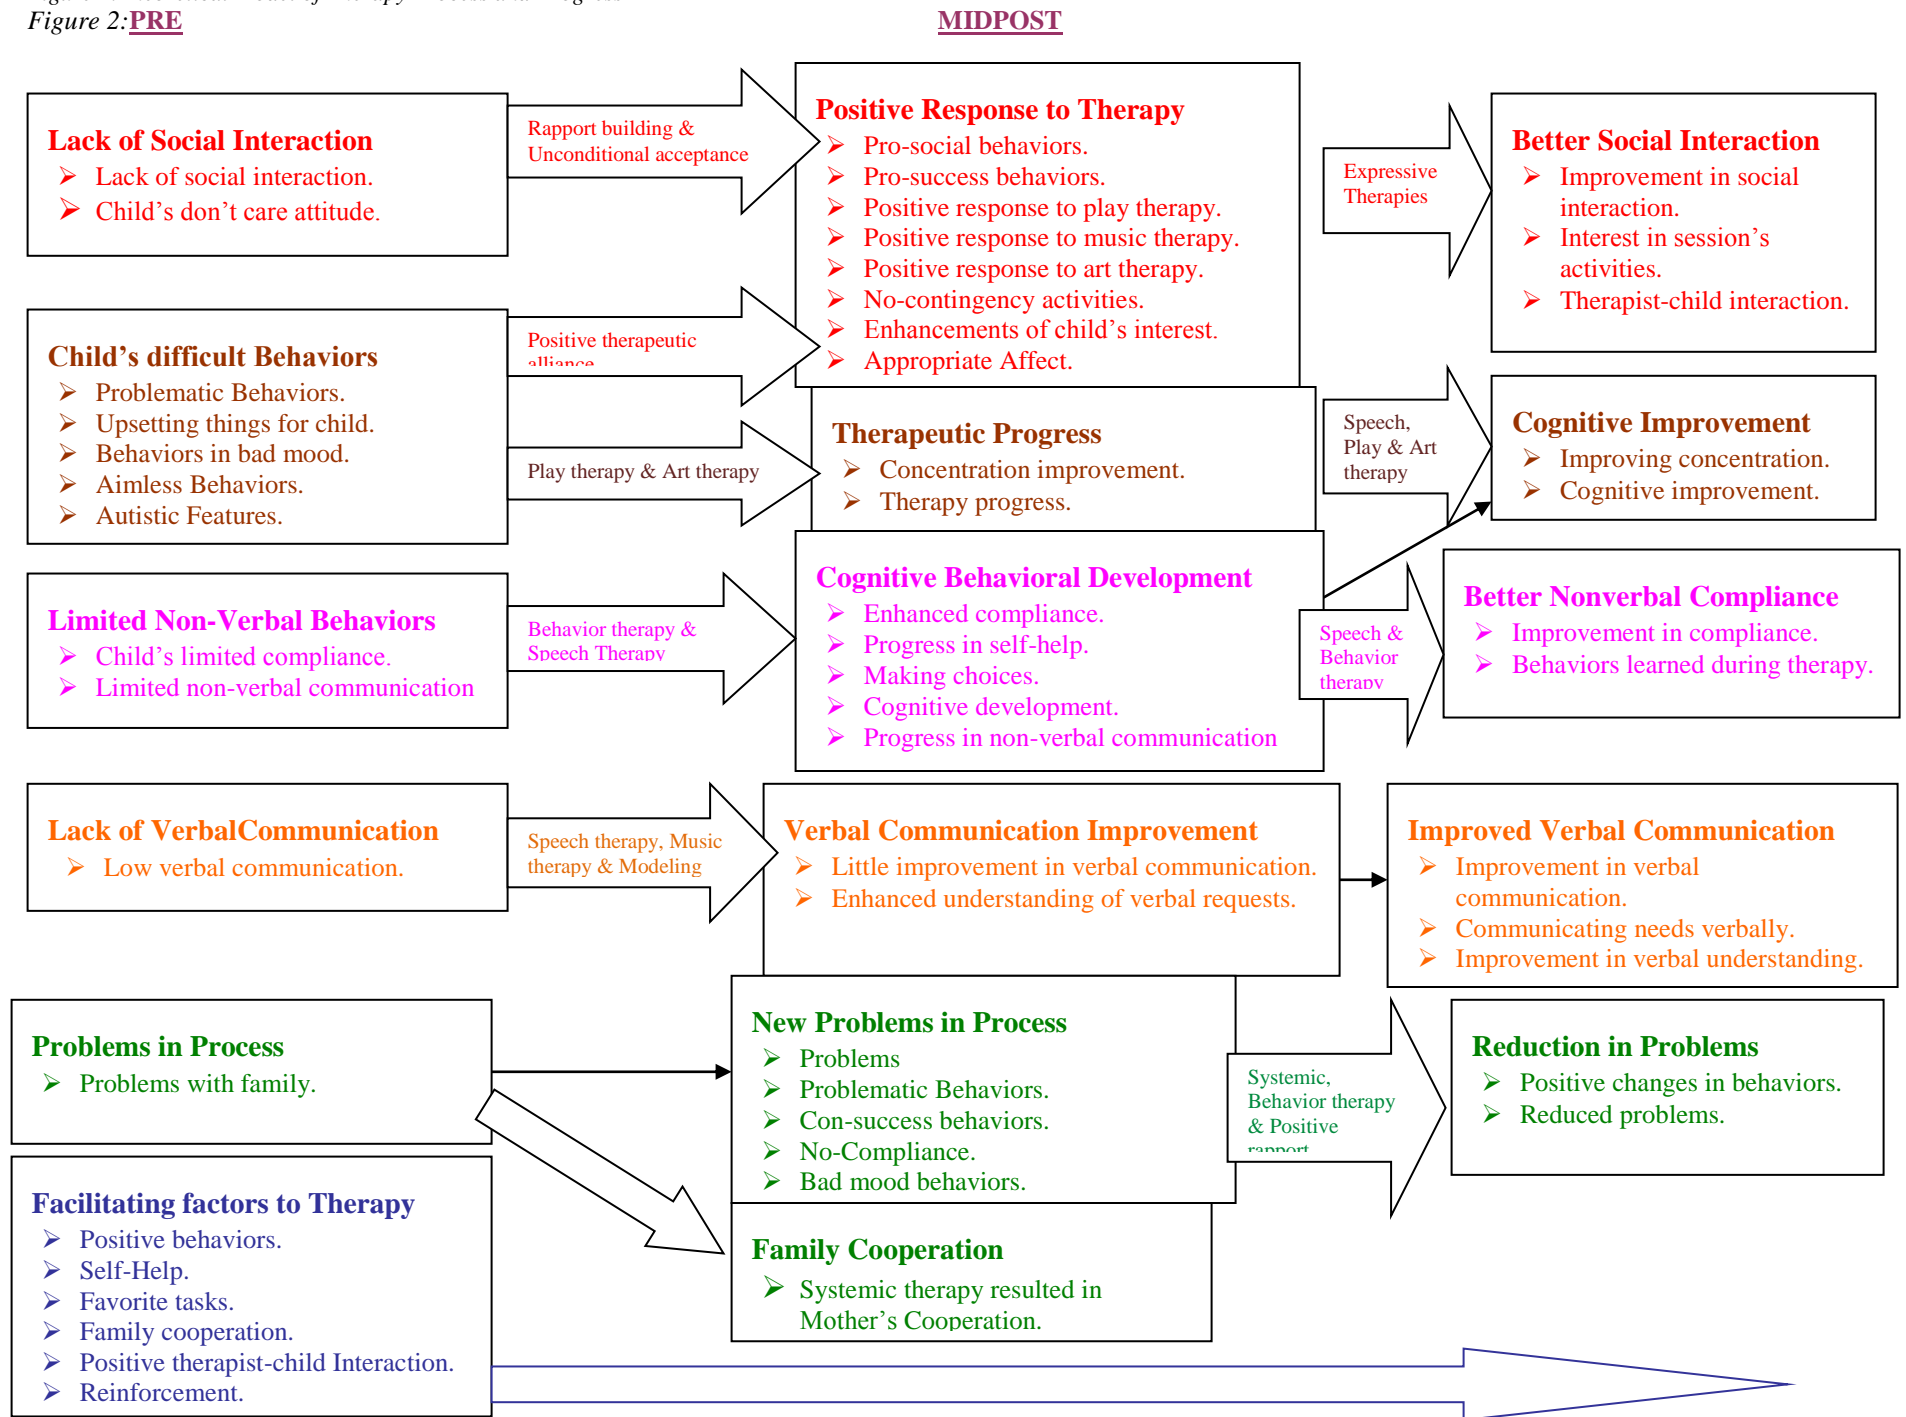 Figure 2:PRE
MIDPOST
Lack of Social Interaction
➢ Lack of social interaction.
➢ Child's don't care attitude.
Rapport building &
Unconditional acceptance
Positive Response to Therapy
➢ Pro-social behaviors.
➢ Pro-success behaviors.
➢ Positive response to play therapy.
➢ Positive response to music therapy.
➢ Positive response to art therapy.
➢ No-contingency activities.
➢ Enhancements of child's interest.
➢ Appropriate Affect.
Expressive
Therapies
Better Social Interaction
➢ Improvement in social
interaction.
➢ Interest in session's
activities.
➢ Therapist-child interaction.
Child's difficult Behaviors
➢ Problematic Behaviors.
➢ Upsetting things for child.
➢ Behaviors in bad mood.
➢ Aimless Behaviors.
➢ Autistic Features.
Positive therapeutic
alliance
Play therapy & Art therapy
Therapeutic Progress
➢ Concentration improvement.
➢ Therapy progress.
Speech,
Play & Art
therapy
Cognitive Improvement
➢ Improving concentration.
➢ Cognitive improvement.
Limited Non-Verbal Behaviors
➢ Child's limited compliance.
➢ Limited non-verbal communication
Behavior therapy &
Speech Therapy
Cognitive Behavioral Development
➢ Enhanced compliance.
➢ Progress in self-help.
➢ Making choices.
➢ Cognitive development.
➢ Progress in non-verbal communication
Speech &
Behavior
therapy
Better Nonverbal Compliance
➢ Improvement in compliance.
➢ Behaviors learned during therapy.
Lack of VerbalCommunication
➢ Low verbal communication.
Speech therapy, Music
therapy & Modeling
Verbal Communication Improvement
➢ Little improvement in verbal communication.
➢ Enhanced understanding of verbal requests.
Improved Verbal Communication
➢ Improvement in verbal
communication.
➢ Communicating needs verbally.
➢ Improvement in verbal understanding.
Problems in Process
➢ Problems with family.
New Problems in Process
➢ Problems
➢ Problematic Behaviors.
➢ Con-success behaviors.
➢ No-Compliance.
➢ Bad mood behaviors.
Systemic,
Behavior therapy
& Positive
rapport
Reduction in Problems
➢ Positive changes in behaviors.
➢ Reduced problems.
Facilitating factors to Therapy
➢ Positive behaviors.
➢ Self-Help.
➢ Favorite tasks.
➢ Family cooperation.
➢ Positive therapist-child Interaction.
➢ Reinforcement.
Family Cooperation
➢ Systemic therapy resulted in
Mother's Cooperation.